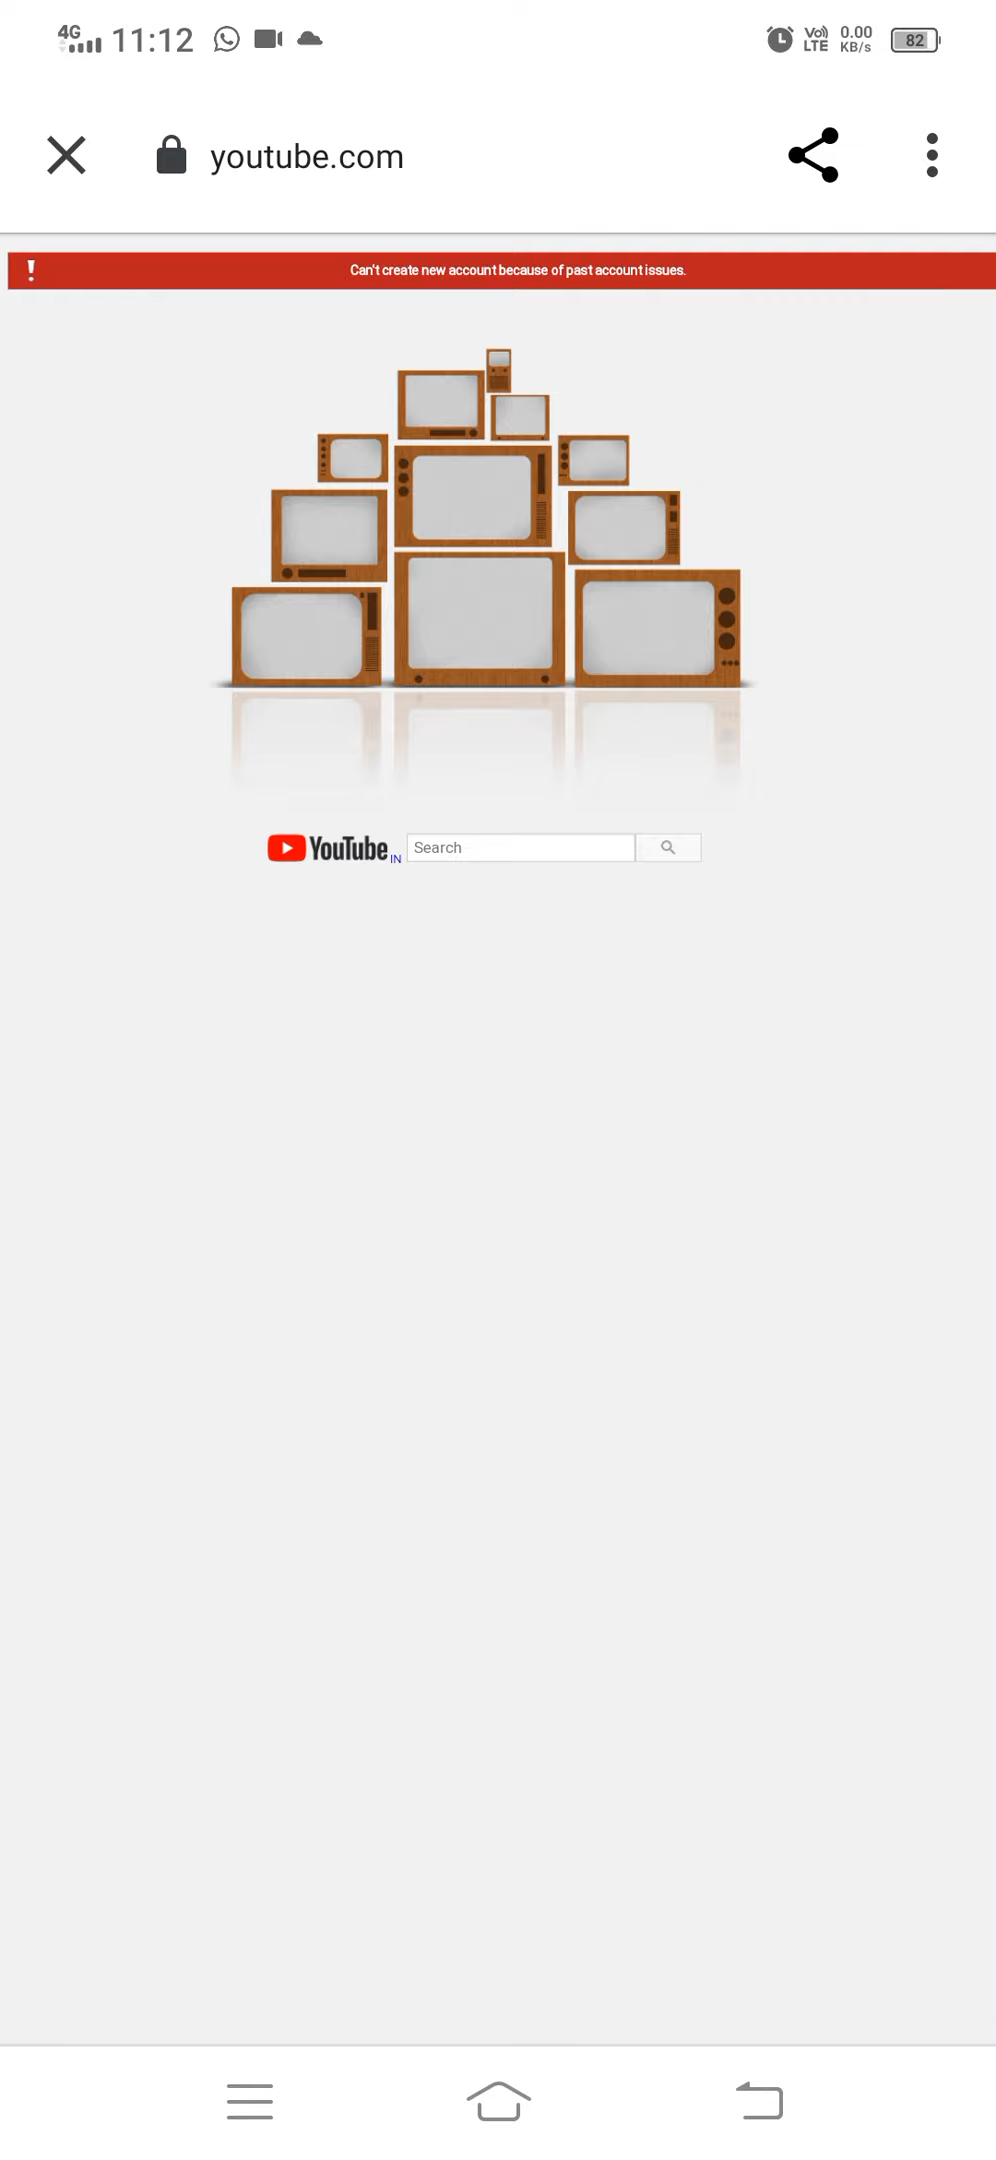 4G 11:12 Vo) LTE 0.00 KB/s 82
youtube.com
! Can't create new account because of past account issues.
YouTube IN Search